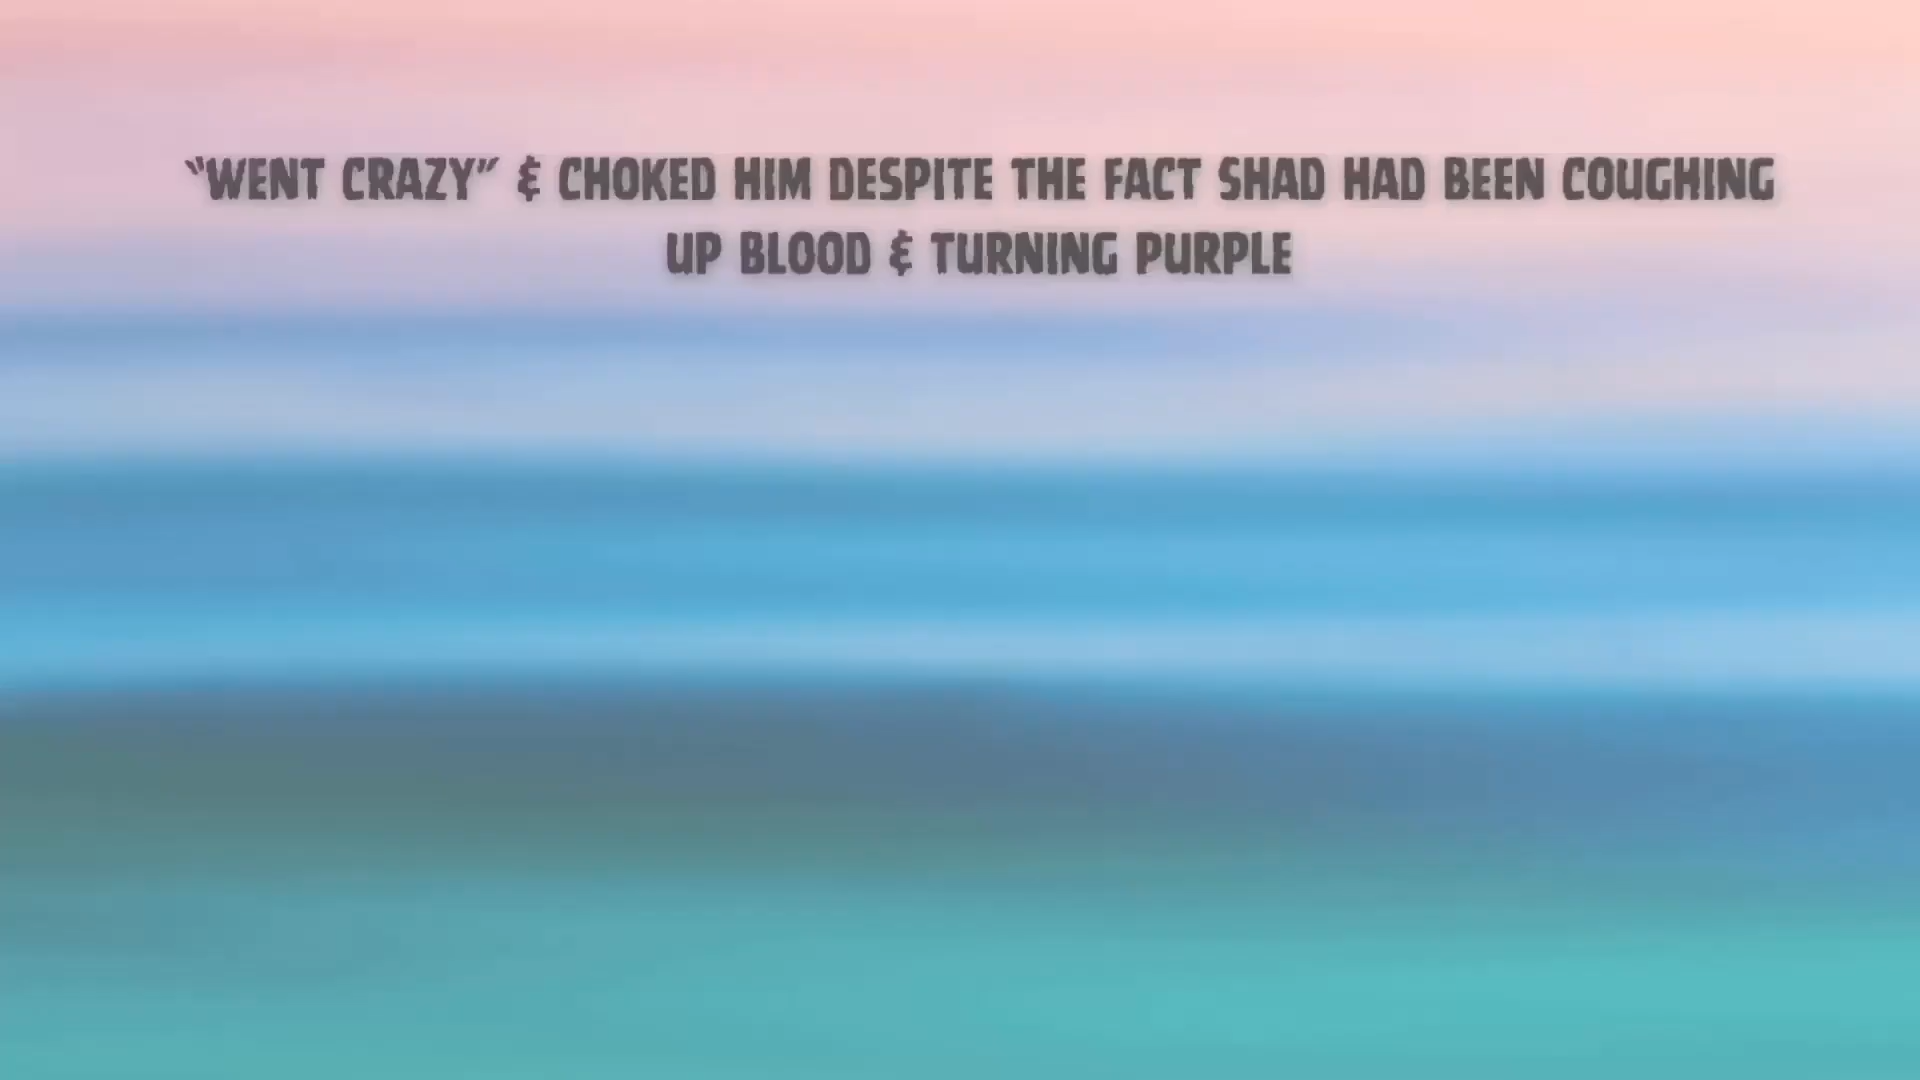 “WENT CRAZY” & CHOKED HIM DESPITE THE FACT SHAD HAD BEEN COUGHING
UP BLOOD & TURNING PURPLE